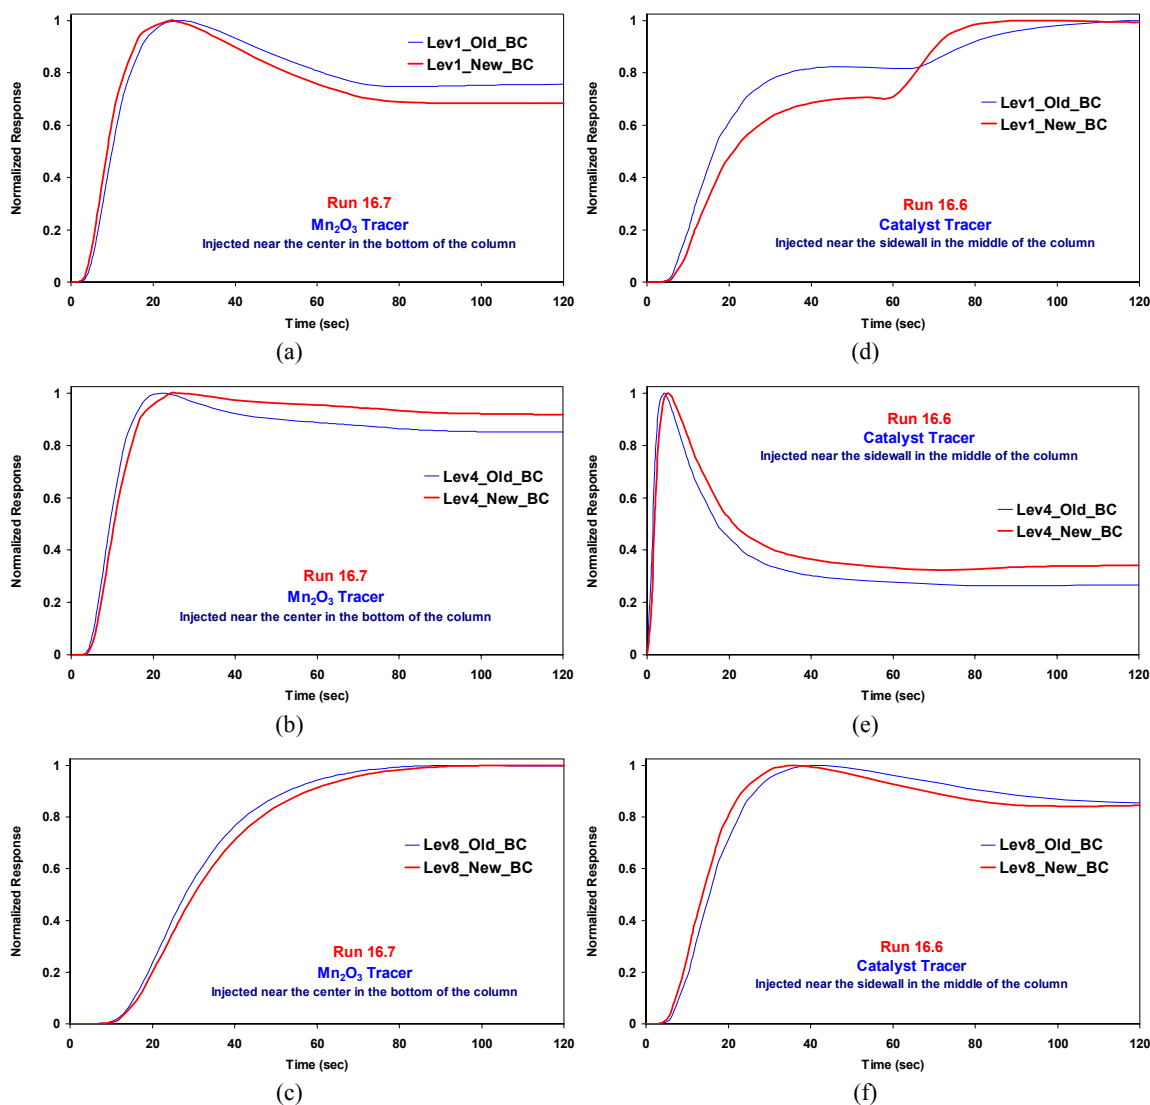 Normalized Response
1
0.8
0.6
0.4
0.2
0
Lev1_Old_BC
Lev1_New_BC
Run 16.7
Mn₂O₃ Tracer
Injected near the center in the bottom of the column
0 20 40 60 80 100 120
Time (sec)
(a)
Normalized Response
1
0.8
0.6
0.4
0.2
0
Lev1_Old_BC
Lev1_New_BC
Run 16.6
Catalyst Tracer
Injected near the sidewall in the middle of the column
0 20 40 60 80 100 120
Time (sec)
(d)
Normalized Response
1
0.8
0.6
0.4
0.2
0
Lev4_Old_BC
Lev4_New_BC
Run 16.7
Mn₂O₃ Tracer
Injected near the center in the bottom of the column
0 20 40 60 80 100 120
Time (sec)
(b)
Normalized Response
1
0.8
0.6
0.4
0.2
0
Run 16.6
Catalyst Tracer
Injected near the sidewall in the middle of the column
Lev4_Old_BC
Lev4_New_BC
0 20 40 60 80 100 120
Time (sec)
(e)
Normalized Response
1
0.8
0.6
0.4
0.2
0
Lev8_Old_BC
Lev8_New_BC
Run 16.7
Mn₂O₃ Tracer
Injected near the center in the bottom of the column
0 20 40 60 80 100 120
Time (sec)
(c)
Normalized Response
1
0.8
0.6
0.4
0.2
0
Lev8_Old_BC
Lev8_New_BC
Run 16.6
Catalyst Tracer
Injected near the sidewall in the middle of the column
0 20 40 60 80 100 120
Time (sec)
(f)